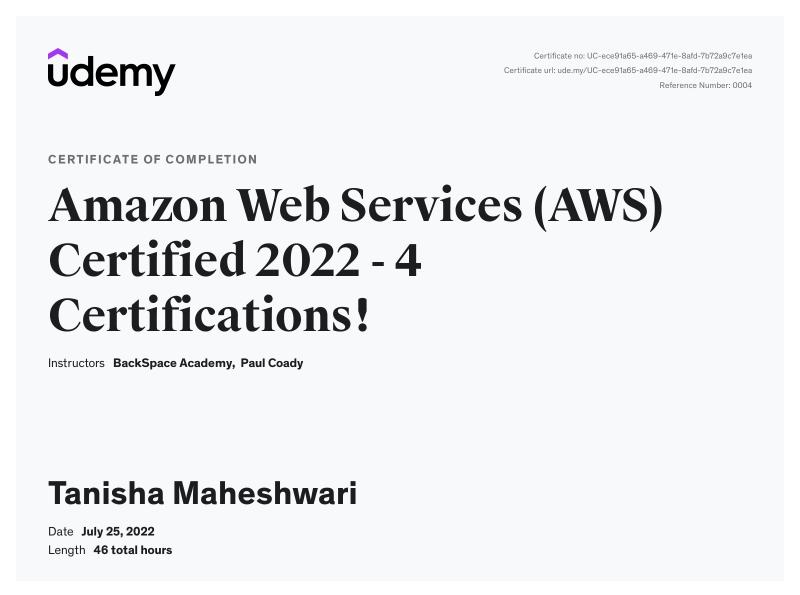 udemy
Certificate no: UC-ece91a65-a469-471e-8afd-7b72a9c7e1ea
Certificate url: ude.my/UC-ece91a65-a469-471e-8afd-7b72a9c7e1ea
Reference Number: 0004
CERTIFICATE OF COMPLETION
Amazon Web Services (AWS)
Certified 2022 - 4
Certifications!
Instructors BackSpace Academy, Paul Coady
Tanisha Maheshwari
Date July 25, 2022
Length 46 total hours